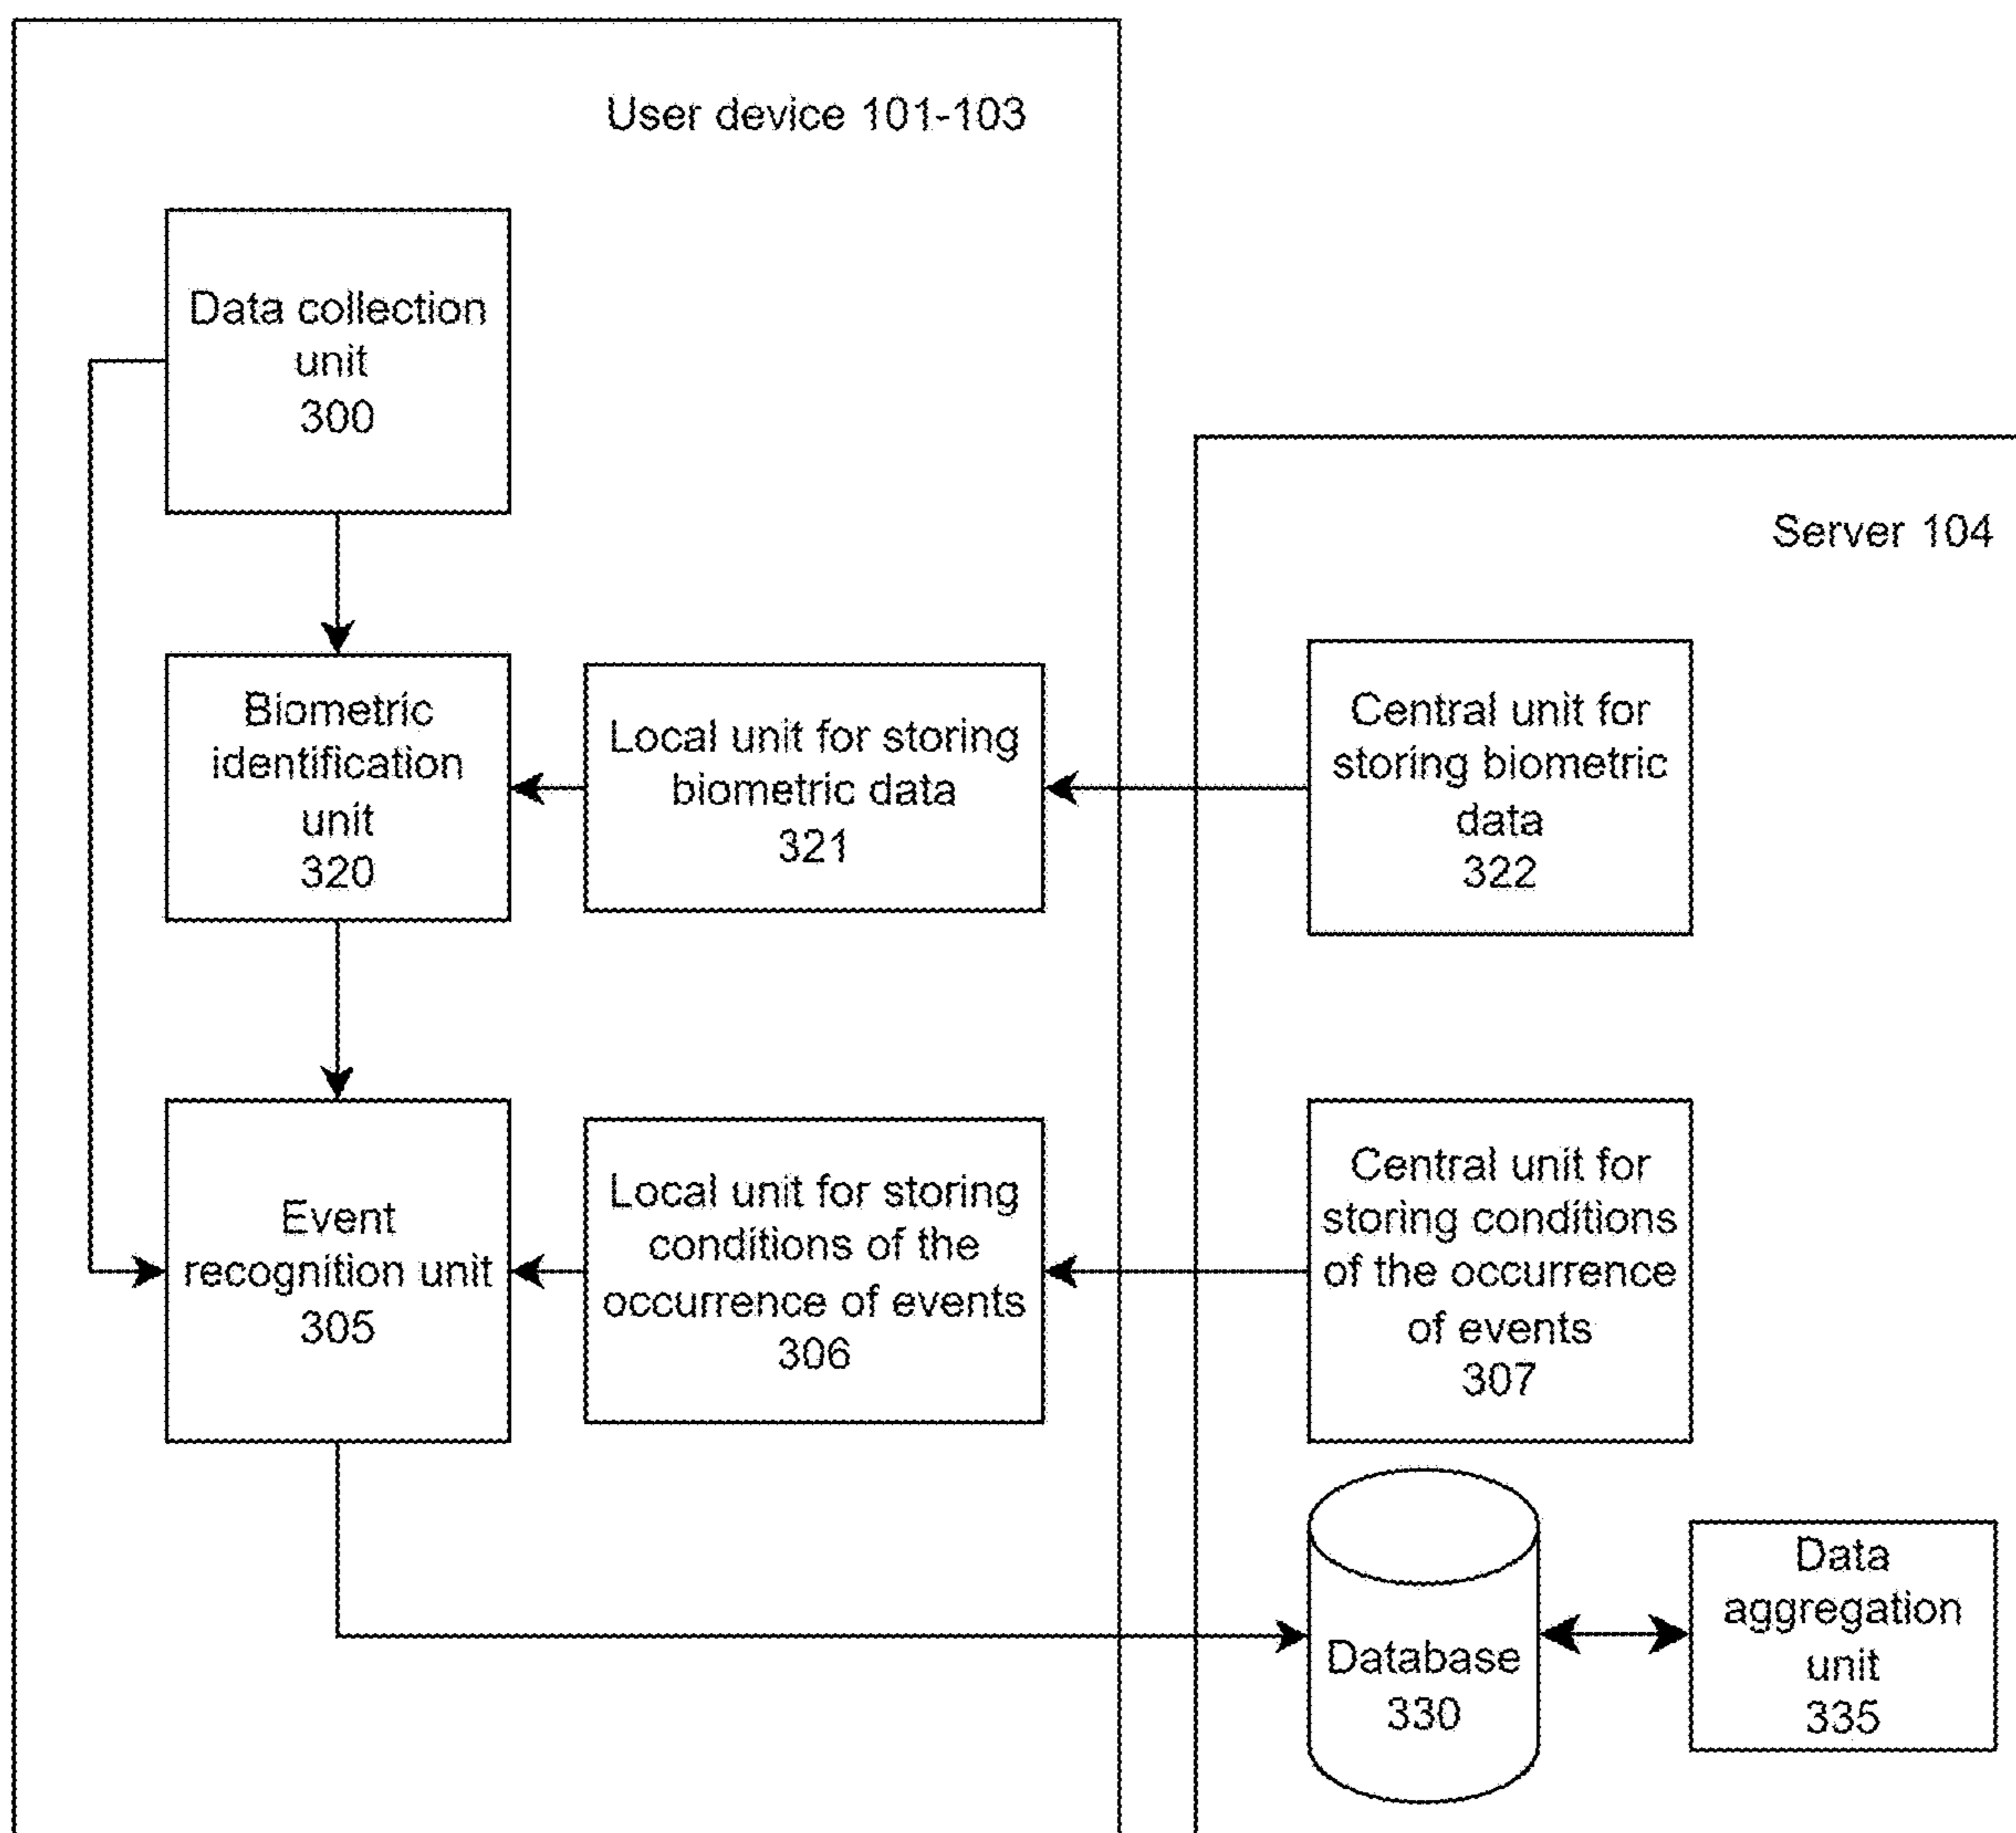 User device 101-103
Data collection
unit
300
Server 104
Biometric
identification
unit
320
Local unit for storing
biometric data
321
Central unit for
storing biometric
data
322
Event
recognition unit
305
Local unit for storing
conditions of the
occurrence of events
306
Central unit for
storing conditions
of the occurrence
of events
307
Database
330
Data
aggregation
unit
335